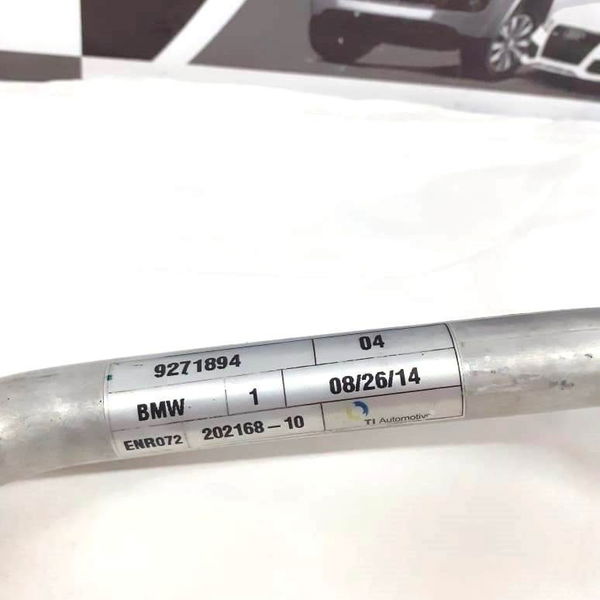 9271894 04
BMW 1 08/26/14
ENR072 202168-10 TI Automotive